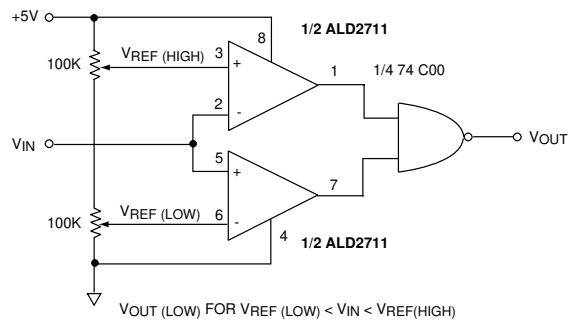 +5V
1/2 ALD2711
8
100K
VREF (HIGH)
3
+
1
1/4 74 C00
2
-
VIN
VOUT
5
+
7
100K
VREF (LOW)
6
-
4
1/2 ALD2711
VOUT (LOW) FOR VREF (LOW) < VIN < VREF(HIGH)